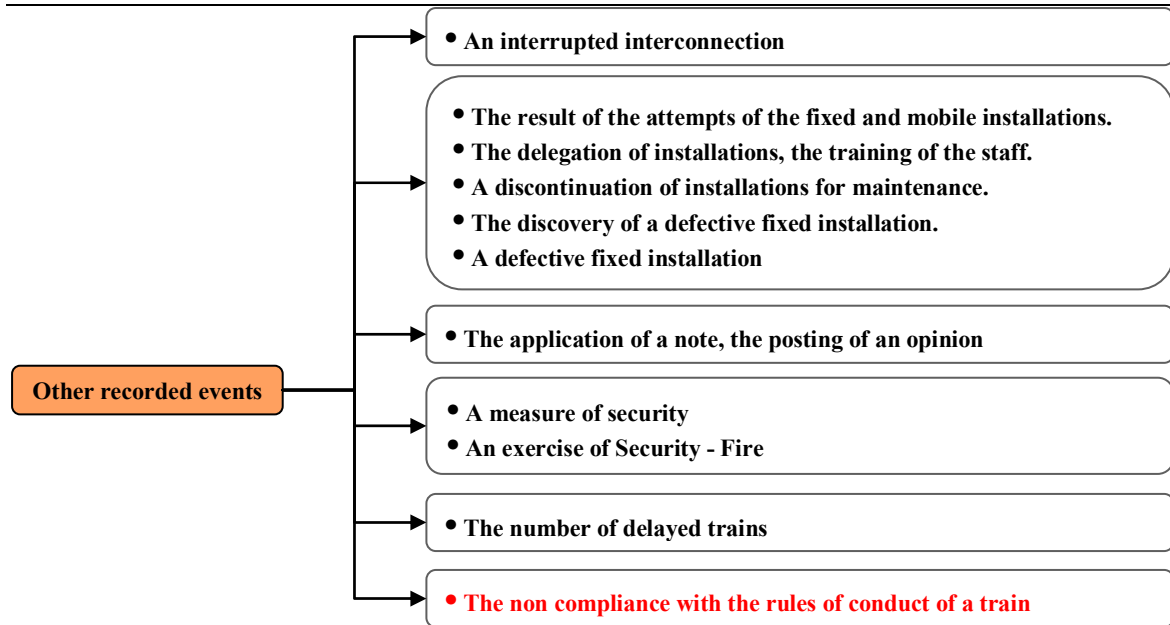 • An interrupted interconnection
• The result of the attempts of the fixed and mobile installations.
• The delegation of installations, the training of the staff.
• A discontinuation of installations for maintenance.
• The discovery of a defective fixed installation.
• A defective fixed installation
• The application of a note, the posting of an opinion
Other recorded events
• A measure of security
• An exercise of Security - Fire
• The number of delayed trains
• The non compliance with the rules of conduct of a train